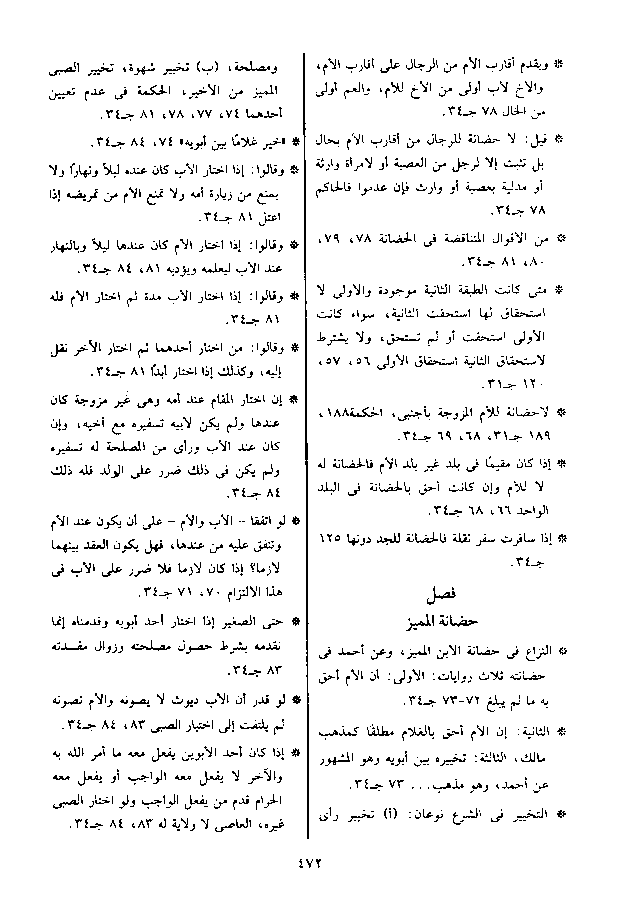 * ويقدم أقارب الأم من الرجال على أقارب الأم،
والأخ لأب أولى من الأخ للأم، والعم أولى
من الخال ٧٨ جـ٣٤.
* قيل: لا حضانة للرجال من أقارب الأم بحال
بل تثبت إلا لرجل من العصبة أو لامرأة وارثة
أو مدلية بعصبة أو وارث فإن عدموا فالحاكم
٧٨ جـ٣٤.
* من الأقوال المتناقضة فى الحضانة ٧٨، ٧٩،
٨٠، ٨١ جـ٣٤.
* متى كانت الطبقة الثانية موجودة والأولى لا
استحقاق لها استحقت الثانية، سواء كانت
الأولى استحقت أو لم تستحق، ولا يشترط
لاستحقاق الثانية استحقاق الأولى ٥٦، ٥٧،
١٢٠ جـ٣١.
* لاحضانة للأم المزوجة بأجنبى، الحكمة١٨٨،
١٨٩ جـ٣١، ٦٨، ٦٩ جـ٣٤.
* إذا كان مقيمًا فى بلد غير بلد الأم فالحضانة له
لا للأم وإن كانت أحق بالحضانة فى البلد
الواحد ٦٦، ٦٨ جـ٣٤.
* إذا سافرت سفر نقلة فالحضانة للجد دونها ١٢٥
جـ٣٤.
فصل
حضانة المميز
* النزاع فى حضانة الابن المميز، وعن أحمد فى
حضانته ثلاث روايات: الأولى: أن الأم أحق
به ما لم يبلغ ٧٢-٧٣ جـ٣٤.
* الثانية: إن الأم أحق بالغلام مطلقًا كمذهب
مالك، الثالثة: تخييره بين أبويه وهو المشهور
عن أحمد، وهو مذهب... ٧٣ جـ٣٤.
* التخيير فى الشرع نوعان: (أ) تخيير رأى
ومصلحة، (ب) تخيير شهوة، تخيير الصبى
المميز من الأخير، الحكمة فى عدم تعيين
أحدهما ٧٤، ٧٧، ٧٨، ٨١ جـ٣٤.
* «خير غلامًا بين أبويه» ٧٤، ٨٤ جـ٣٤.
* وقالوا: إذا اختار الأب كان عنده ليلاً ونهارًا ولا
يمنع من زيارة أمه ولا تمنع الأم من تمريضه إذا
اعتل ٨١ جـ٣٤.
* وقالوا: إذا اختار الأم كان عندها ليلاً وبالنهار
عند الأب ليعلمه ويؤدبه ٨١، ٨٤ جـ٣٤.
* وقالوا: إذا اختار الأب مدة ثم اختار الأم فله
٨١ جـ٣٤.
* وقالوا: من اختار أحدهما ثم اختار الآخر نقل
إليه، وكذلك إذا اختار أبدًا ٨١ جـ٣٤.
* إن اختار المقام عند أمه وهى غير مزوجة كان
عندها ولم يكن لأبيه تسفيره مع أخيه، وإن
كان عند الأب ورأى من المصلحة له تسفيره
ولم يكن فى ذلك ضرر على الولد فله ذلك
٨٤ جـ٣٤.
* لو اتفقا - الأب والأم - على أن يكون عند الأم
وتنفق عليه من عندها، فهل يكون العقد بينهما
لازما؟ إذا كان لازما فلا ضرر على الأب فى
هذا الالتزام ٧٠، ٧١ جـ٣٤.
* حتى الصغير إذا اختار أحد أبويه وقدمناه إنما
نقدمه بشرط حصول مصلحته وزوال مفسدته
٨٣ جـ٣٤.
* لو قدر أن الأب ديوث لا يصونه والأم تصونه
لم يلتفت إلى اختيار الصبى ٨٣، ٨٤ جـ٣٤.
* إذا كان أحد الأبوين يفعل معه ما أمر الله به
والآخر لا يفعل معه الواجب أو يفعل معه
الحرام قدم من يفعل الواجب ولو اختار الصبى
غيره، العاصى لا ولاية له ٨٣، ٨٤ جـ٣٤.
٤٧٢